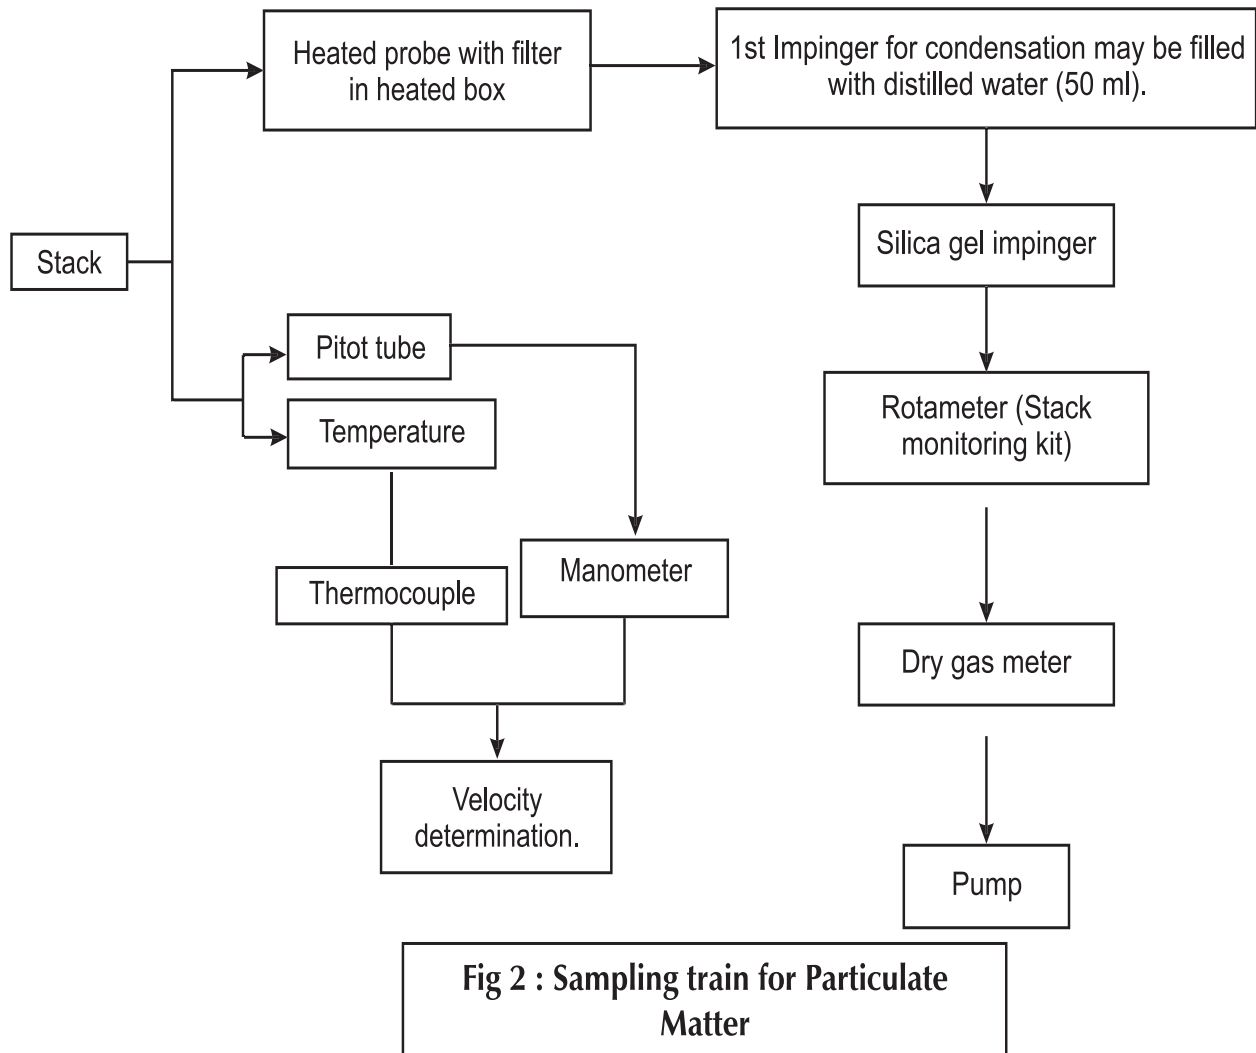 Heated probe with filter
in heated box
1st Impinger for condensation may be filled
with distilled water (50 ml).
Stack
Silica gel impinger
Pitot tube
Temperature
Rotameter (Stack
monitoring kit)
Thermocouple
Manometer
Dry gas meter
Velocity
determination.
Pump
Fig 2 : Sampling train for Particulate
Matter